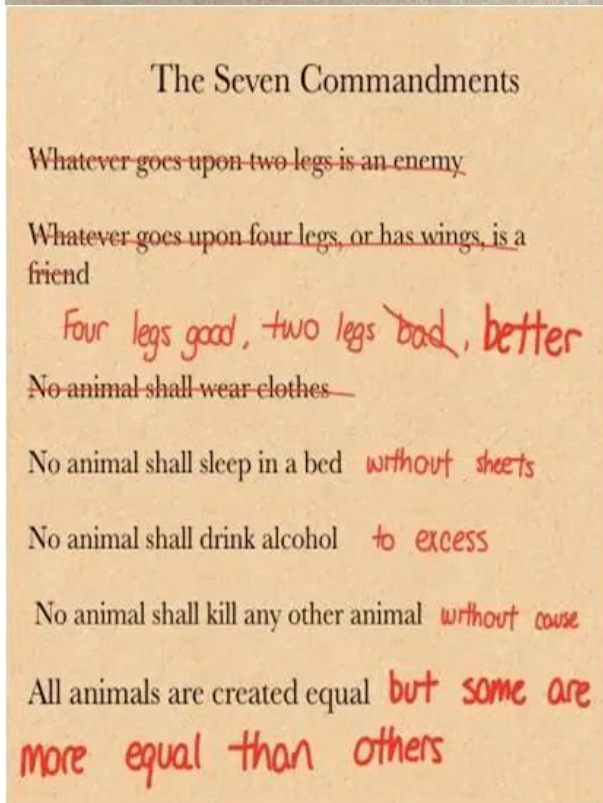 The Seven Commandments
Whatever goes upon two legs is an enemy
Whatever goes upon four legs, or has wings, is a
friend
Four legs good, two legs bad, better
No animal shall wear clothes
No animal shall sleep in a bed without sheets
No animal shall drink alcohol to excess
No animal shall kill any other animal without cause
All animals are created equal but some are
more equal than others